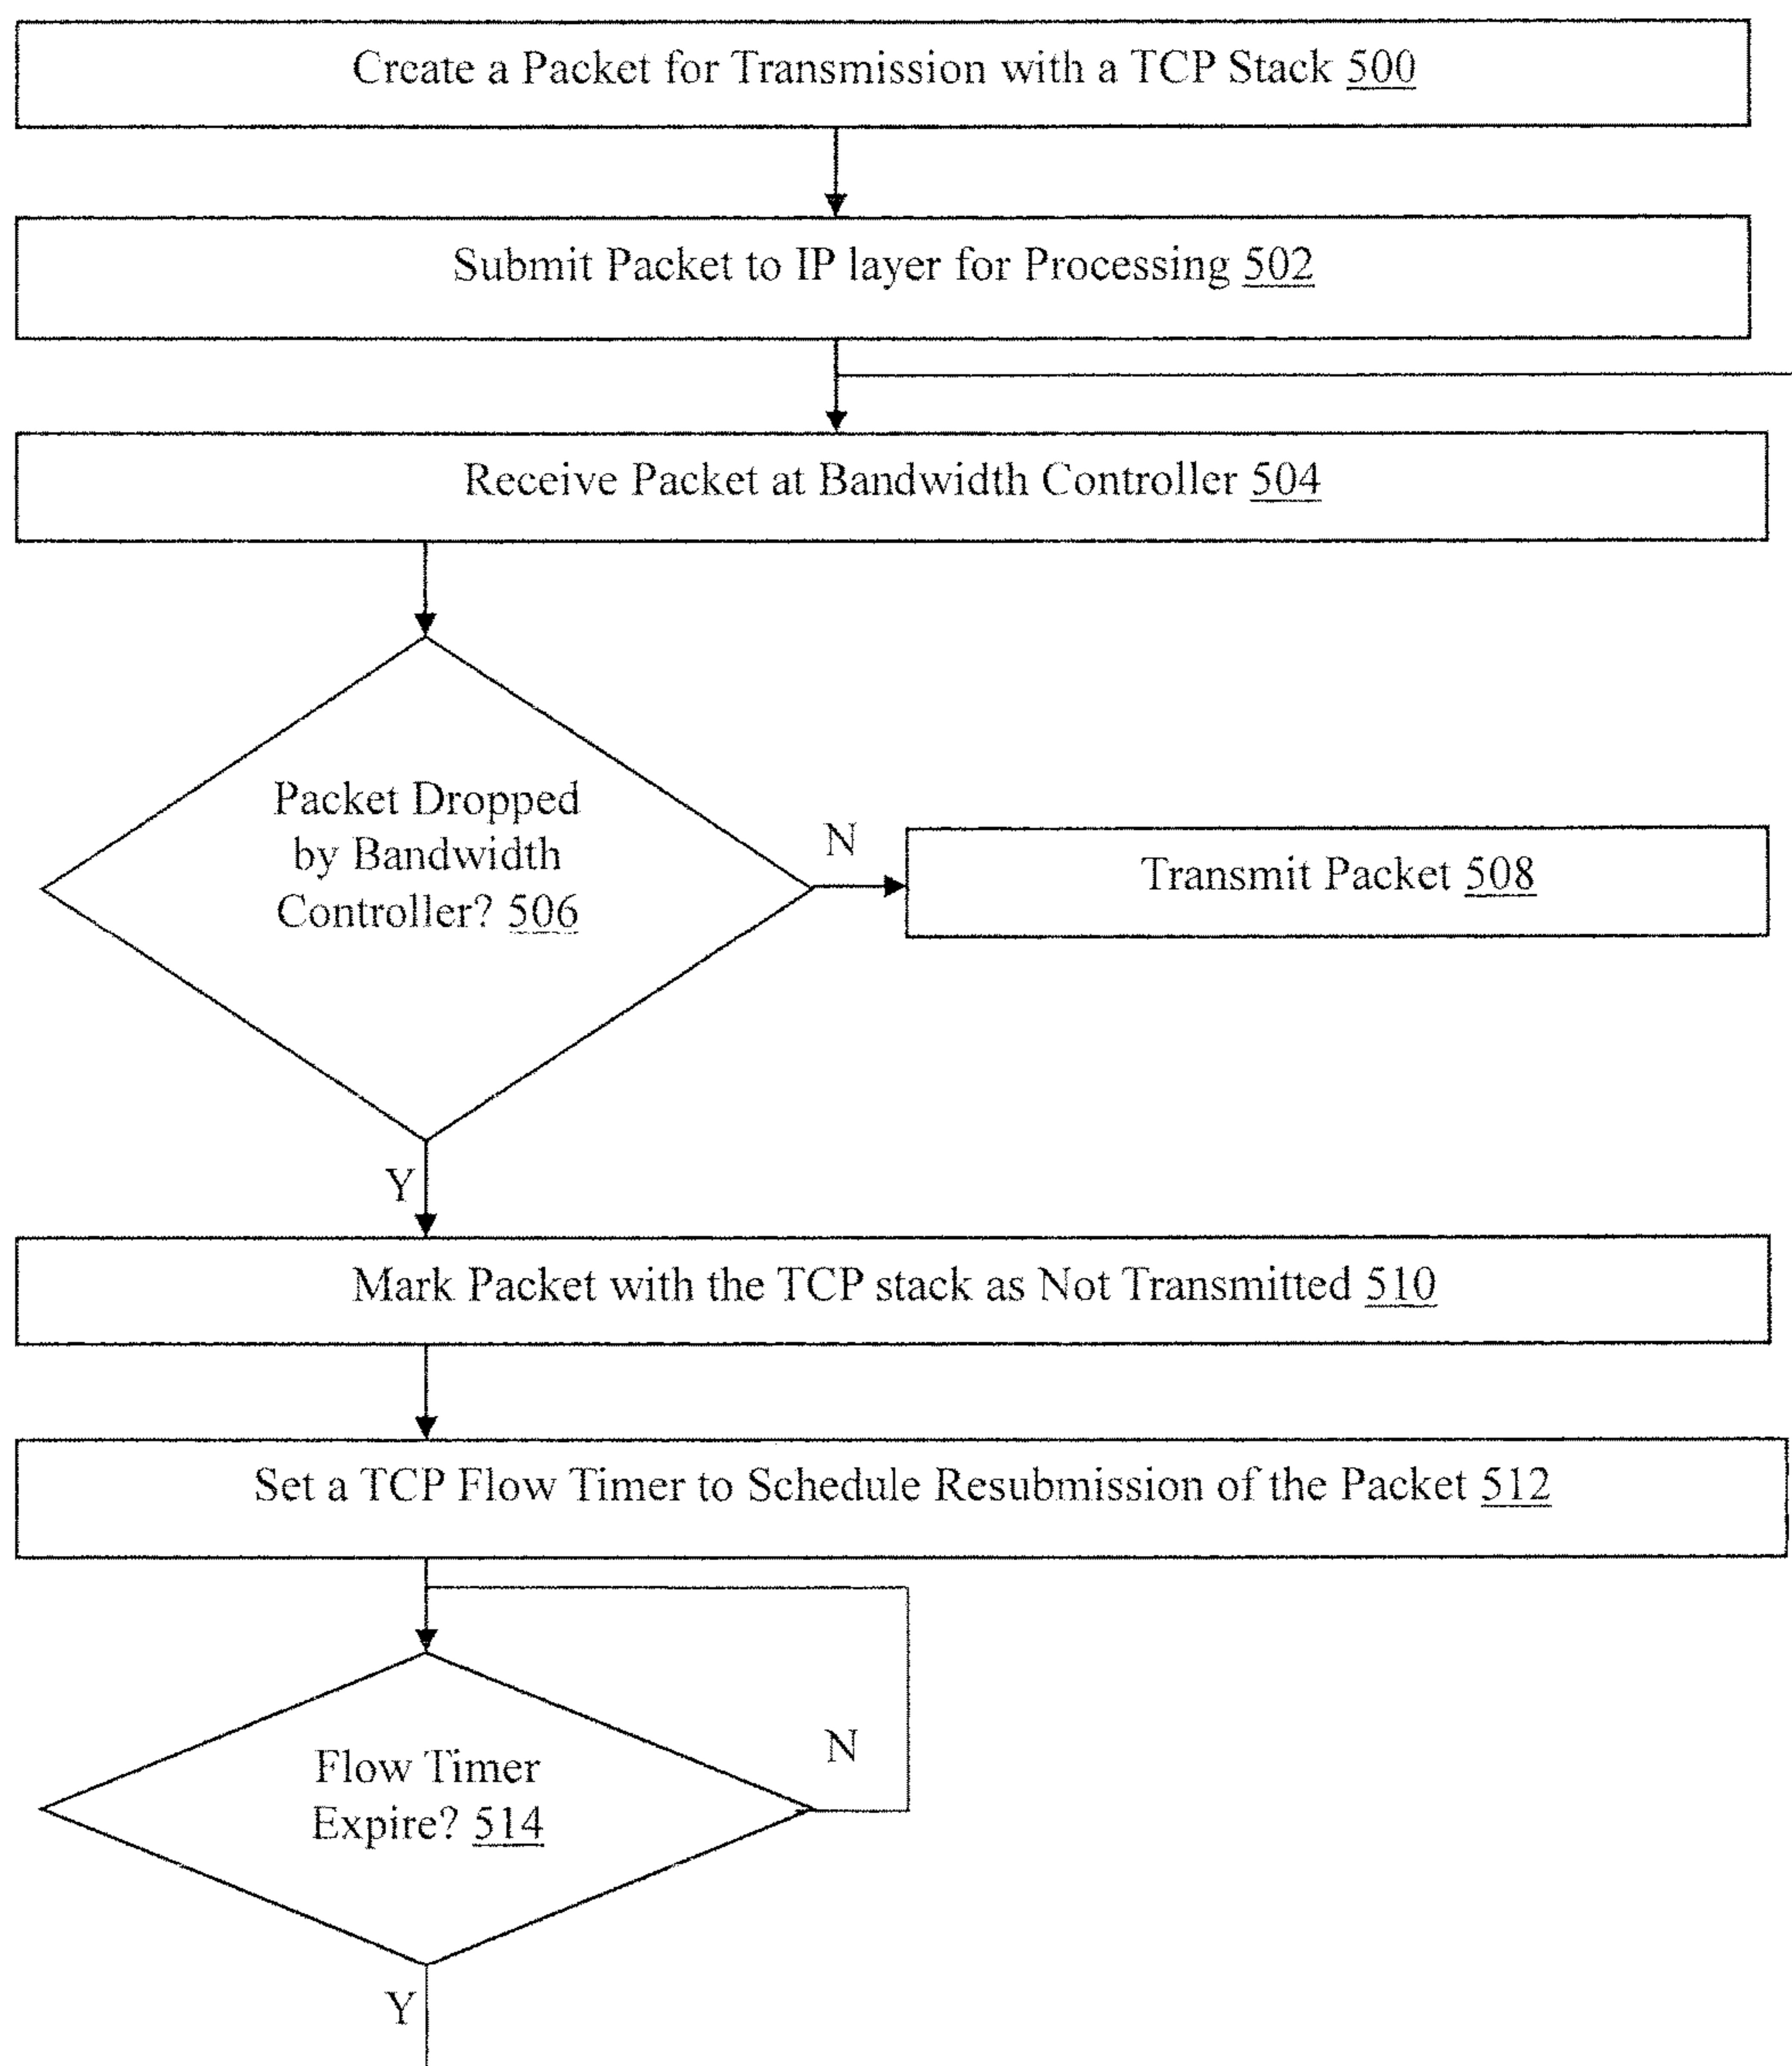 Create a Packet for Transmission with a TCP Stack 500
Submit Packet to IP layer for Processing 502
Receive Packet at Bandwidth Controller 504
Packet Dropped
by Bandwidth
Controller? 506
N
Transmit Packet 508
Y
Mark Packet with the TCP stack as Not Transmitted 510
Set a TCP Flow Timer to Schedule Resubmission of the Packet 512
Flow Timer
Expire? 514
N
Y